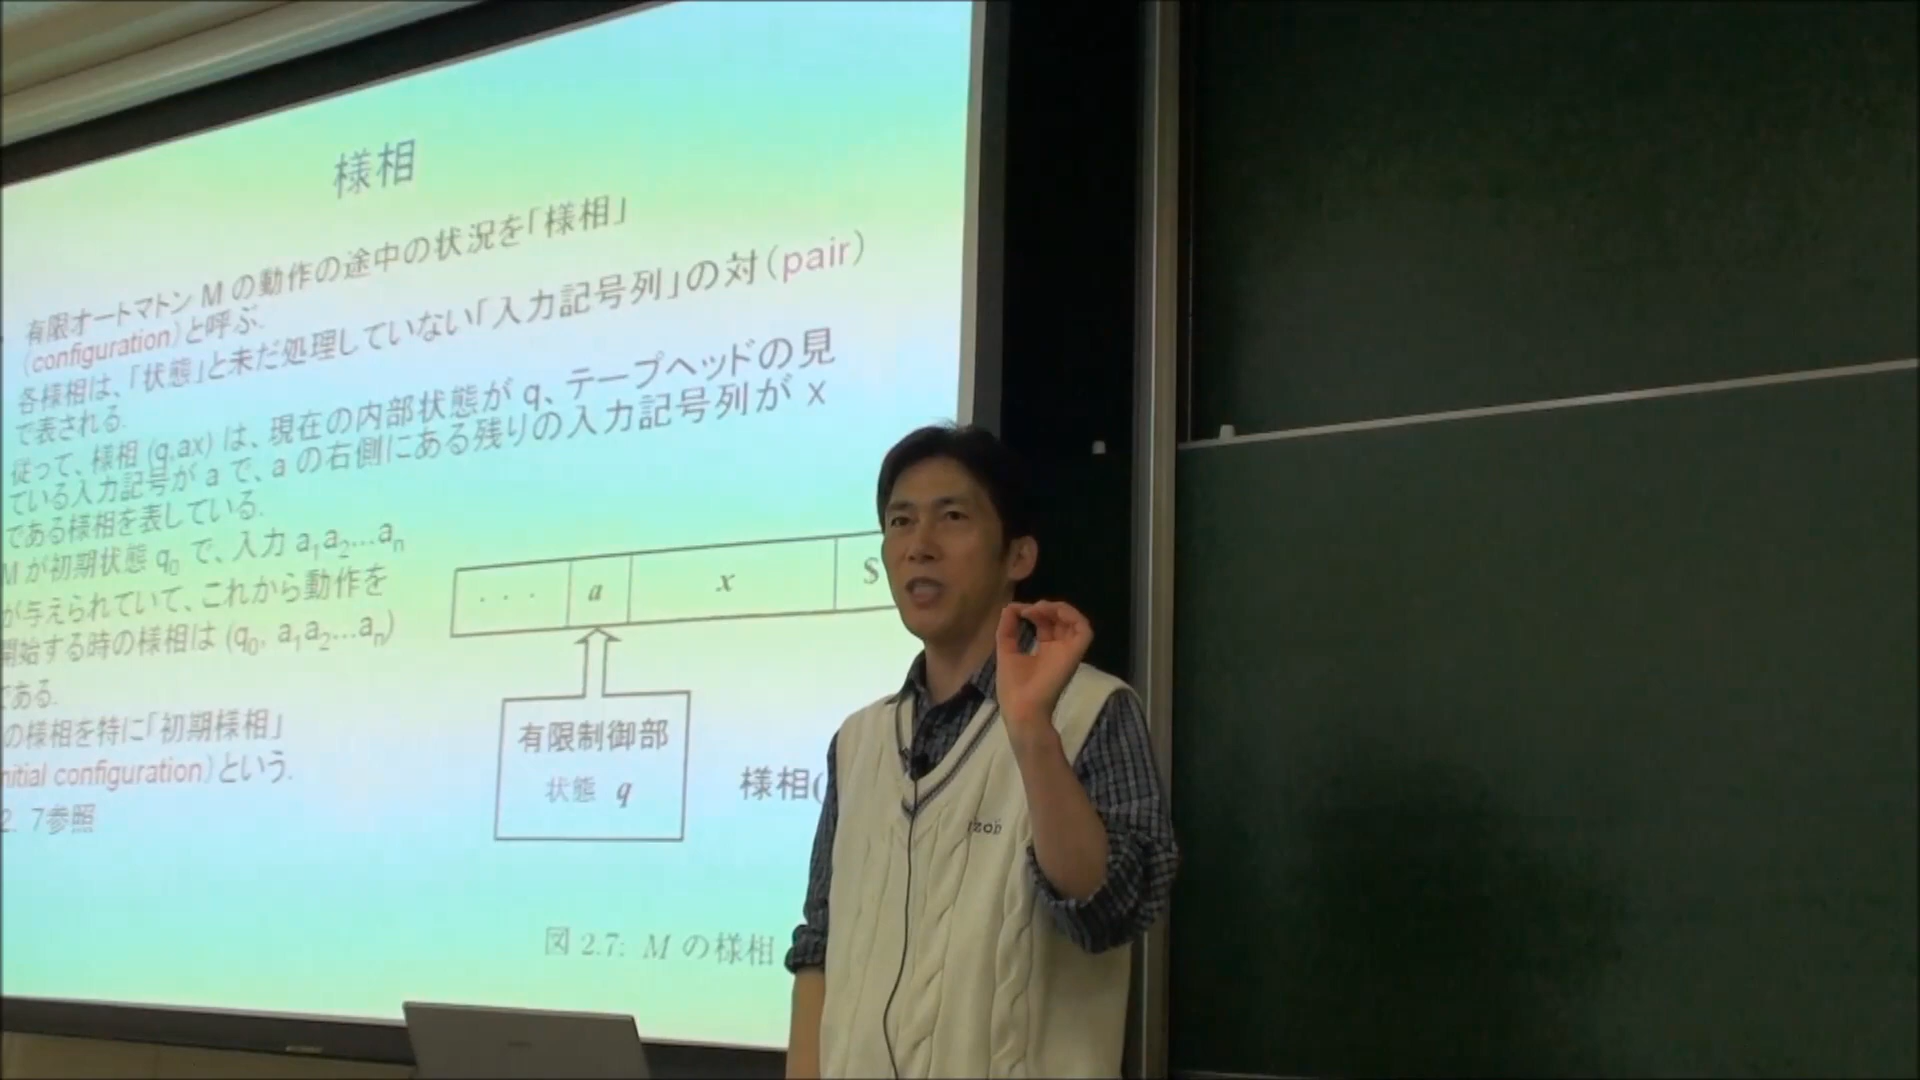 様相
有限オートマトン M の動作の途中の状況を「様相」
(configuration)と呼ぶ.
各様相は、「状態」と未だ処理していない「入力記号列」の対(pair)
で表される.
従って、様相 (q,ax) は、現在の内部状態が q、テープヘッドの見
ている入力記号が a で、a の右側にある残りの入力記号列が x
である様相を表している.
M が初期状態 q₀ で、入力 a₁a₂…aₙ
が与えられていて、これから動作を
開始する時の様相は (q₀, a₁a₂…aₙ)
である.
の様相を特に「初期様相」
nitial configuration)という.
2. 7参照
· · · a x S
有限制御部
状態 q
様相(
図 2.7: M の様相